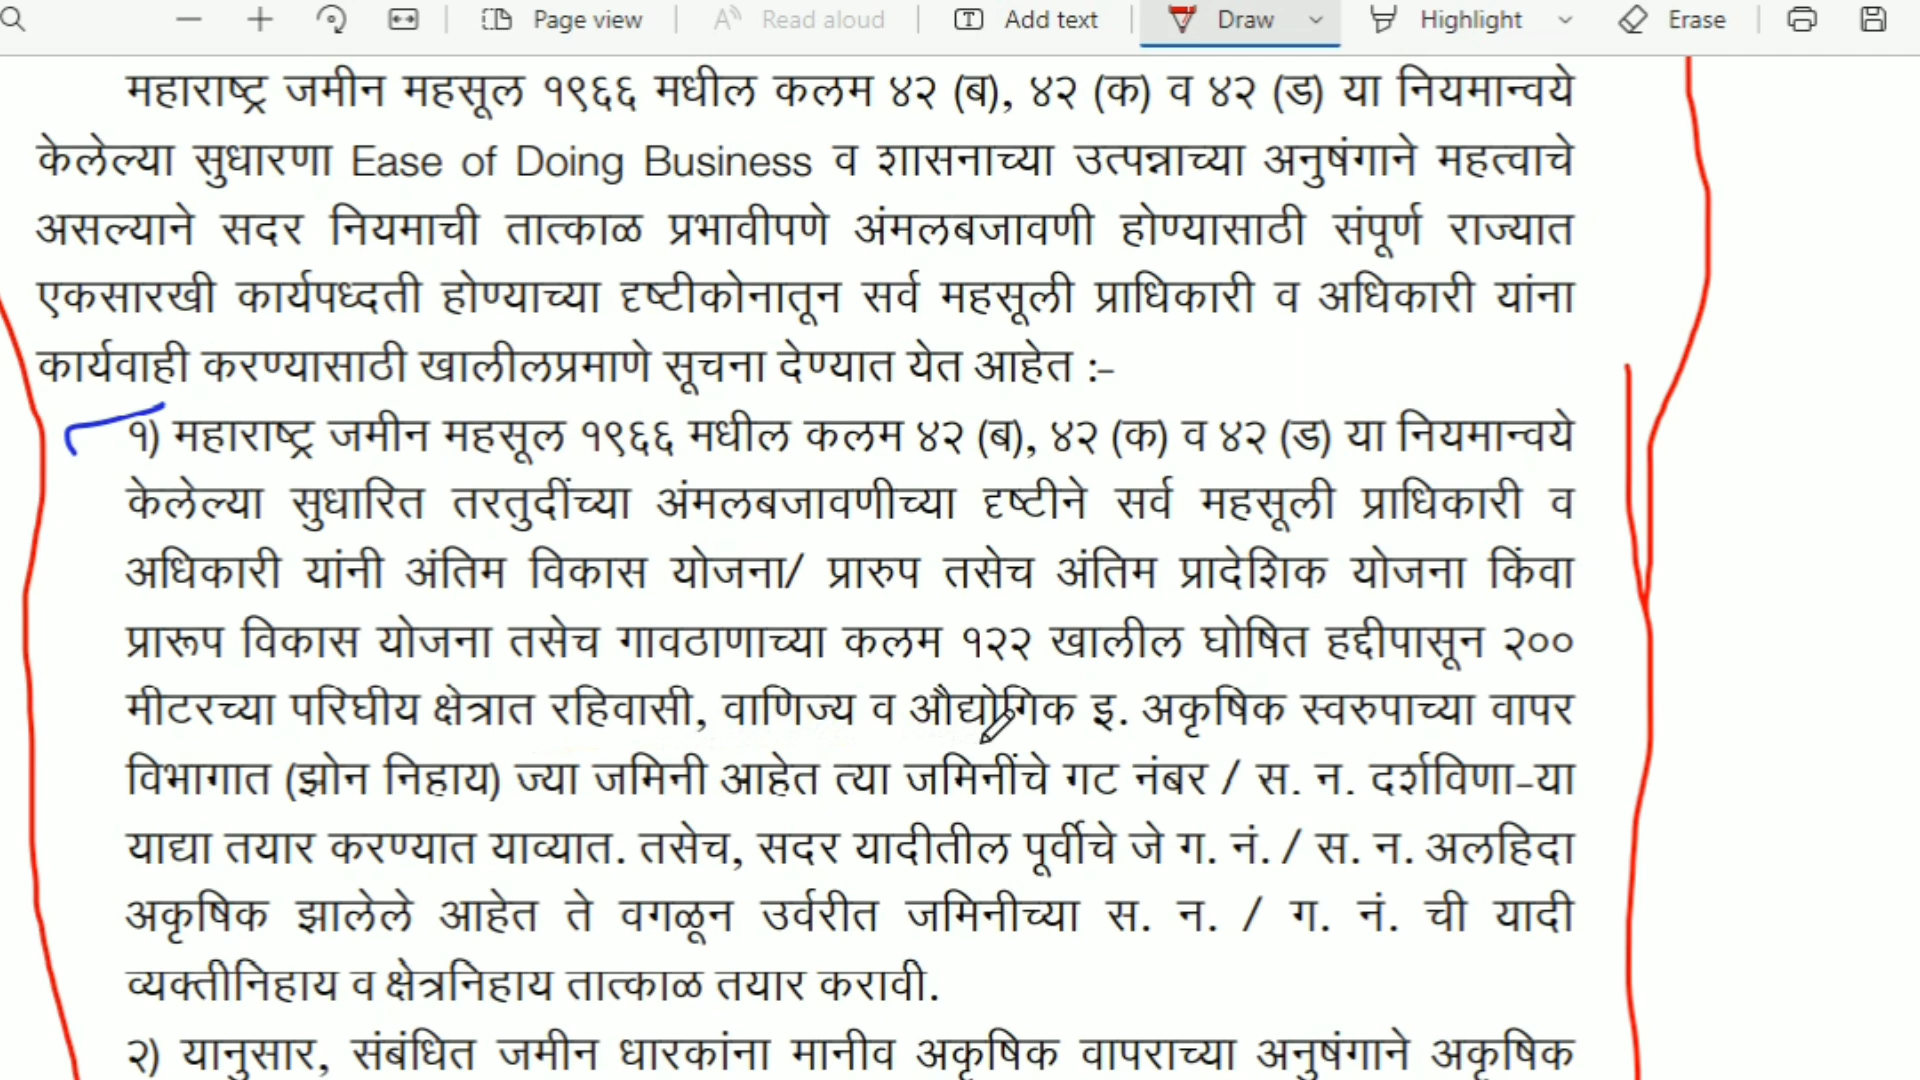 Page view Read aloud Add text Draw Highlight Erase
महाराष्ट्र जमीन महसूल १९६६ मधील कलम ४२ (ब), ४२ (क) व ४२ (ड) या नियमान्वये
केलेल्या सुधारणा Ease of Doing Business व शासनाच्या उत्पन्नाच्या अनुषंगाने महत्वाचे
असल्याने सदर नियमाची तात्काळ प्रभावीपणे अंमलबजावणी होण्यासाठी संपूर्ण राज्यात
एकसारखी कार्यपध्दती होण्याच्या दृष्टीकोनातून सर्व महसूली प्राधिकारी व अधिकारी यांना
कार्यवाही करण्यासाठी खालीलप्रमाणे सूचना देण्यात येत आहेत :-
१) महाराष्ट्र जमीन महसूल १९६६ मधील कलम ४२ (ब), ४२ (क) व ४२ (ड) या नियमान्वये
केलेल्या सुधारित तरतुदींच्या अंमलबजावणीच्या दृष्टीने सर्व महसूली प्राधिकारी व
अधिकारी यांनी अंतिम विकास योजना/ प्रारुप तसेच अंतिम प्रादेशिक योजना किंवा
प्रारूप विकास योजना तसेच गावठाणाच्या कलम १२२ खालील घोषित हद्दीपासून २००
मीटरच्या परिघीय क्षेत्रात रहिवासी, वाणिज्य व औद्योगिक इ. अकृषिक स्वरुपाच्या वापर
विभागात (झोन निहाय) ज्या जमिनी आहेत त्या जमिनींचे गट नंबर / स. न. दर्शविणा-या
याद्या तयार करण्यात याव्यात. तसेच, सदर यादीतील पूर्वीचे जे ग. नं. / स. न. अलहिदा
अकृषिक झालेले आहेत ते वगळून उर्वरीत जमिनीच्या स. न. / ग. नं. ची यादी
व्यक्तीनिहाय व क्षेत्रनिहाय तात्काळ तयार करावी.
२) यानुसार, संबंधित जमीन धारकांना मानीव अकृषिक वापराच्या अनुषंगाने अकृषिक